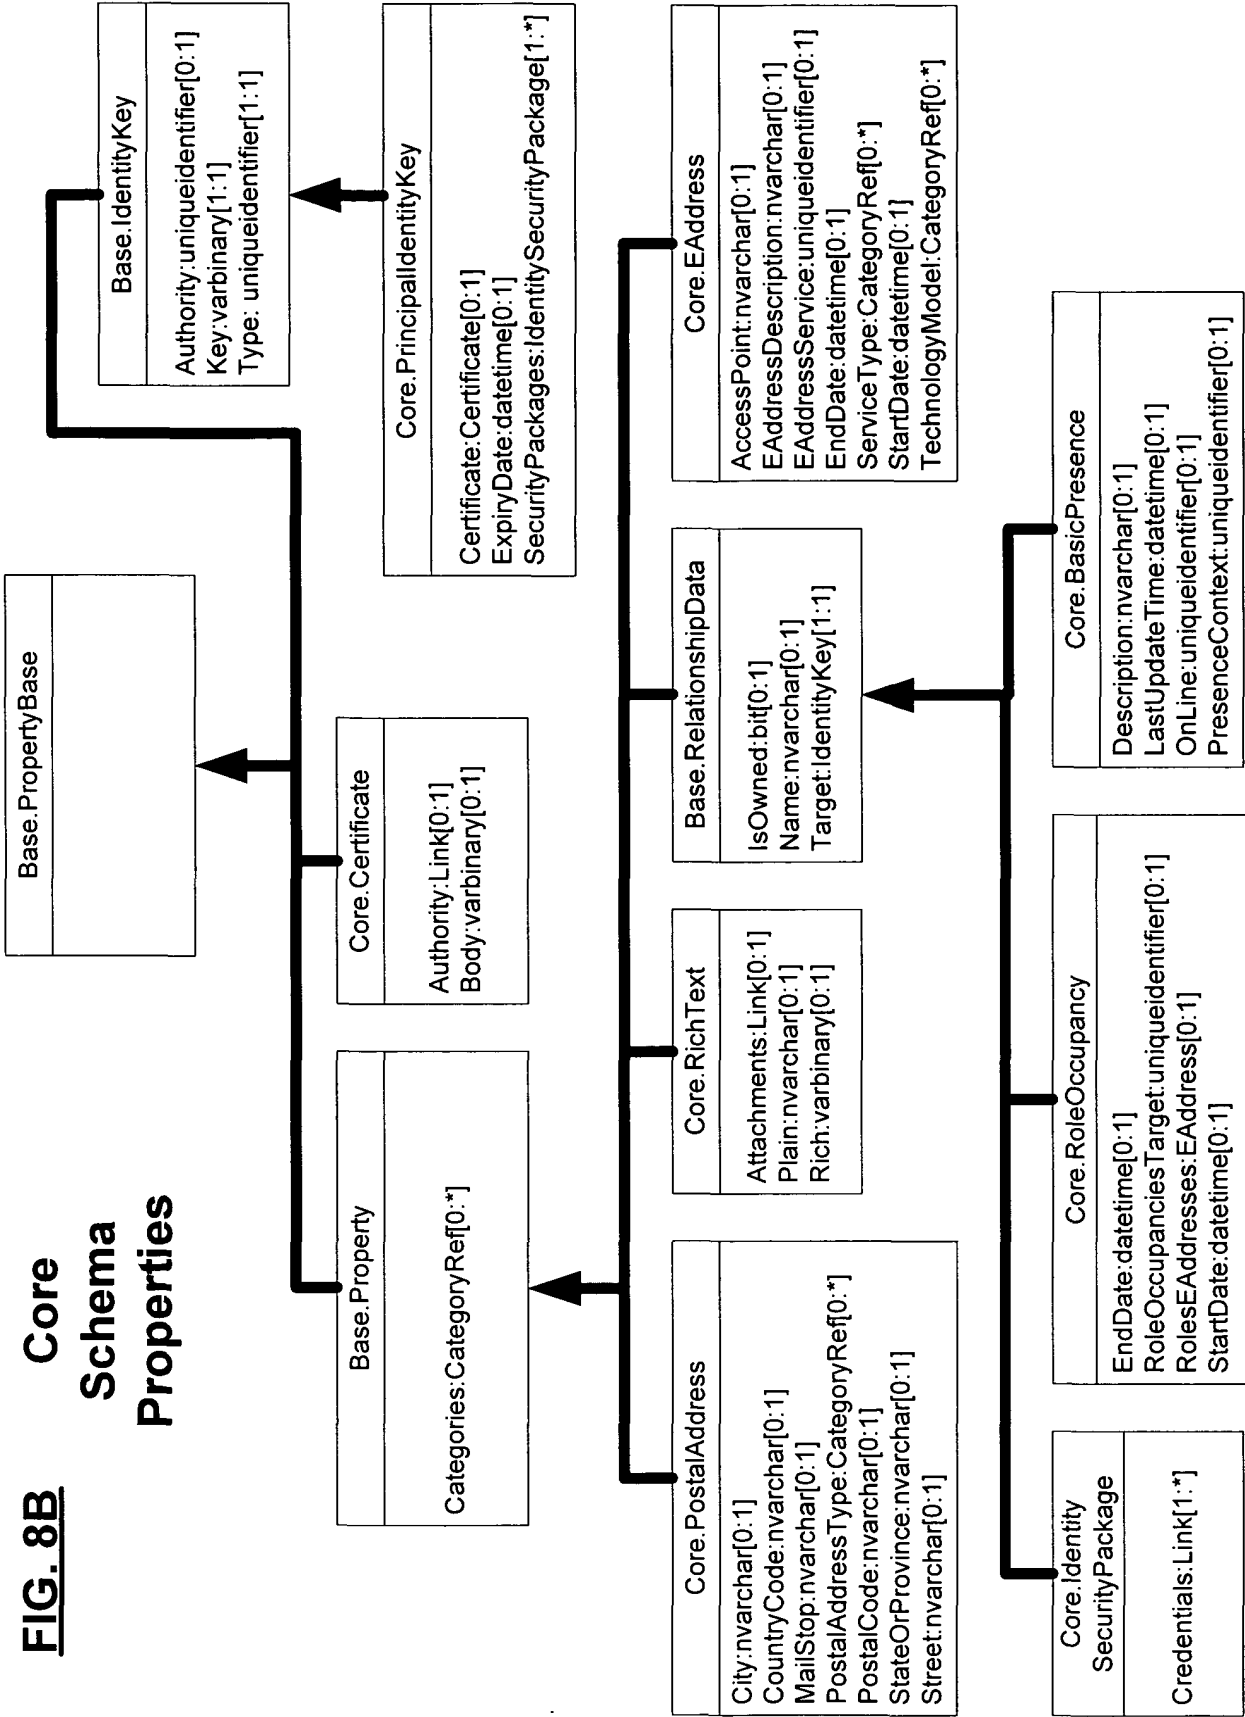 FIG. 8B
Core
Schema
Properties
Base.PropertyBase
Base.Property
Categories:CategoryRef[0:*]
Core.Certificate
Authority:Link[0:1]
Body:varbinary[0:1]
Base.IdentityKey
Authority:uniqueidentifier[0:1]
Key:varbinary[1:1]
Type: uniqueidentifier[1:1]
Core.PrincipalIdentityKey
Certificate:Certificate[0:1]
ExpiryDate:datetime[0:1]
SecurityPackages:IdentitySecurityPackage[1:*]
Core.PostalAddress
City:nvarchar[0:1]
CountryCode:nvarchar[0:1]
MailStop:nvarchar[0:1]
PostalAddressType:CategoryRef[0:*]
PostalCode:nvarchar[0:1]
StateOrProvince:nvarchar[0:1]
Street:nvarchar[0:1]
Core.RichText
Attachments:Link[0:1]
Plain:nvarchar[0:1]
Rich:varbinary[0:1]
Base.RelationshipData
IsOwned:bit[0:1]
Name:nvarchar[0:1]
Target:IdentityKey[1:1]
Core.EAddress
AccessPoint:nvarchar[0:1]
EAddressDescription:nvarchar[0:1]
EAddressService:uniqueidentifier[0:1]
EndDate:datetime[0:1]
ServiceType:CategoryRef[0:*]
StartDate:datetime[0:1]
TechnologyModel:CategoryRef[0:*]
Core.Identity
SecurityPackage
Credentials:Link[1:*]
Core.RoleOccupancy
EndDate:datetime[0:1]
RoleOccupanciesTarget:uniqueidentifier[0:1]
RolesEAddresses:EAddress[0:1]
StartDate:datetime[0:1]
Core.BasicPresence
Description:nvarchar[0:1]
LastUpdateTime:datetime[0:1]
OnLine:uniqueidentifier[0:1]
PresenceContext:uniqueidentifier[0:1]